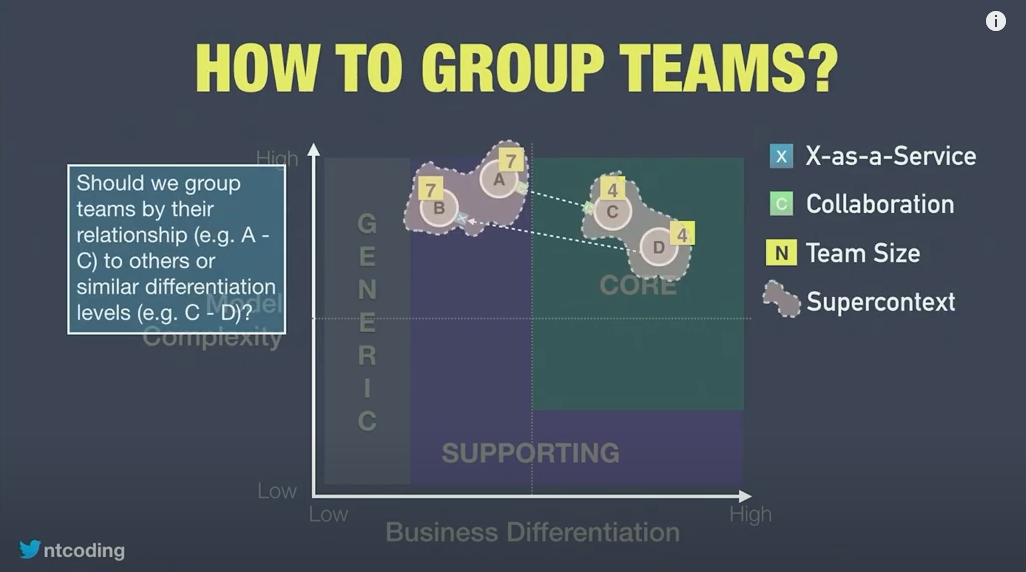 i
HOW TO GROUP TEAMS?
High
Should we group
teams by their
relationship (e.g. A -
C) to others or
similar differentiation
levels (e.g. C - D)?
Model
Complexity
Low
G
E
N
E
R
I
C
7
A
7
B
4
C
4
D
CORE
SUPPORTING
Low
High
Business Differentiation
X X-as-a-Service
C Collaboration
N Team Size
Supercontext
ntcoding